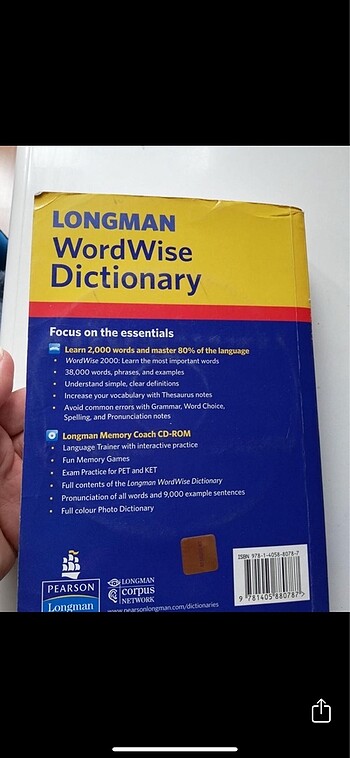 LONGMAN
WordWise
Dictionary
Focus on the essentials
Learn 2,000 words and master 80% of the language
• WordWise 2000: Learn the most important words
• 38,000 words, phrases, and examples
• Understand simple, clear definitions
• Increase your vocabulary with Thesaurus notes
• Avoid common errors with Grammar, Word Choice,
Spelling, and Pronunciation notes
Longman Memory Coach CD-ROM
• Language Trainer with interactive practice
• Fun Memory Games
• Exam Practice for PET and KET
• Full contents of the Longman WordWise Dictionary
• Pronunciation of all words and 9,000 example sentences
• Full colour Photo Dictionary
PEARSON
Longman
LONGMAN
corpus
NETWORK
www.pearsonlongman.com/dictionaries
ISBN 978-1-4058-8078-7
9 781405 880787 >